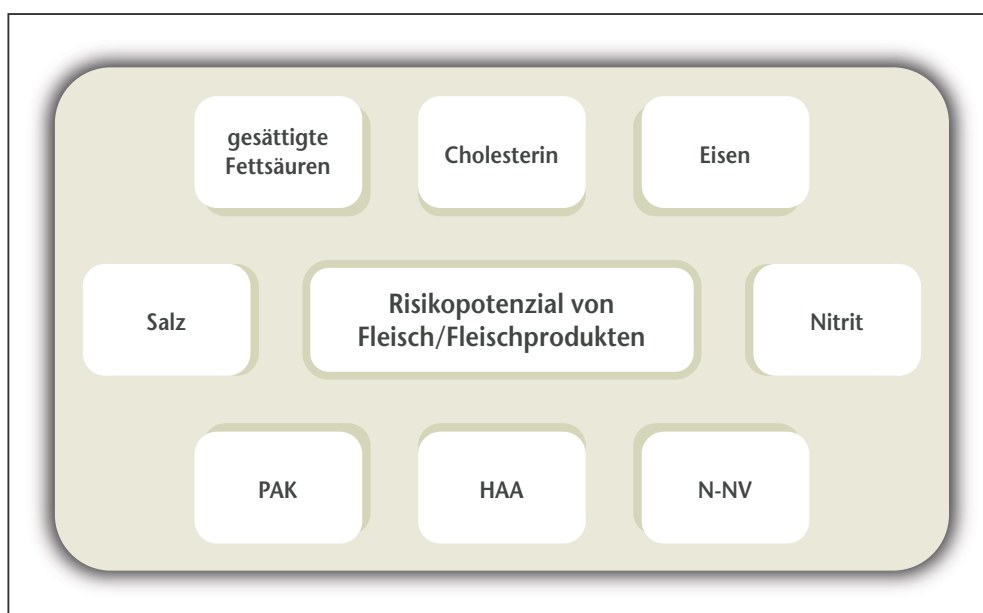 gesättigte
Fettsäuren
Cholesterin
Eisen
Salz
Risikopotenzial von
Fleisch/Fleischprodukten
Nitrit
PAK
HAA
N-NV